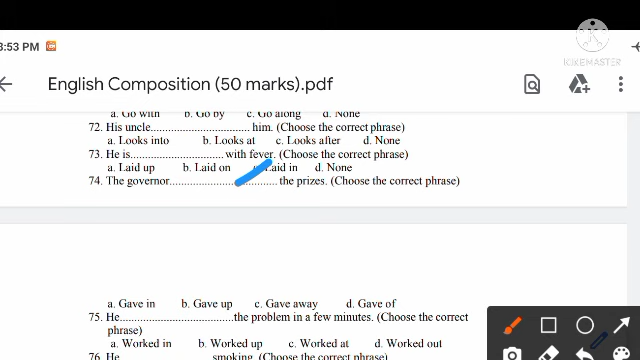 3:53 PM
KINEMASTER
English Composition (50 marks).pdf
a. Go with b. Go by c. Go along d. None
72. His uncle................................. him. (Choose the correct phrase)
a. Looks into b. Looks at c. Looks after d. None
73. He is............................... with fever. (Choose the correct phrase)
a. Laid up b. Laid on c. Laid in d. None
74. The governor.................................... the prizes. (Choose the correct phrase)
a. Gave in b. Gave up c. Gave away d. Gave of
75. He......................................the problem in a few minutes. (Choose the correct
phrase)
a. Worked in b. Worked up c. Worked at d. Worked out
76. He............................... smoking. (Choose the correct phrase)